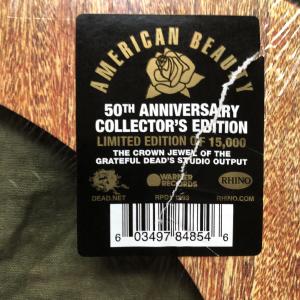 AMERICAN BEAUTY
50TH ANNIVERSARY
COLLECTOR'S EDITION
LIMITED EDITION OF 15,000
THE CROWN JEWEL OF THE
GRATEFUL DEAD'S STUDIO OUTPUT
WARNER
RECORDS
RHINO
DEAD.NET
RHINO.COM
6 03497 84854 6